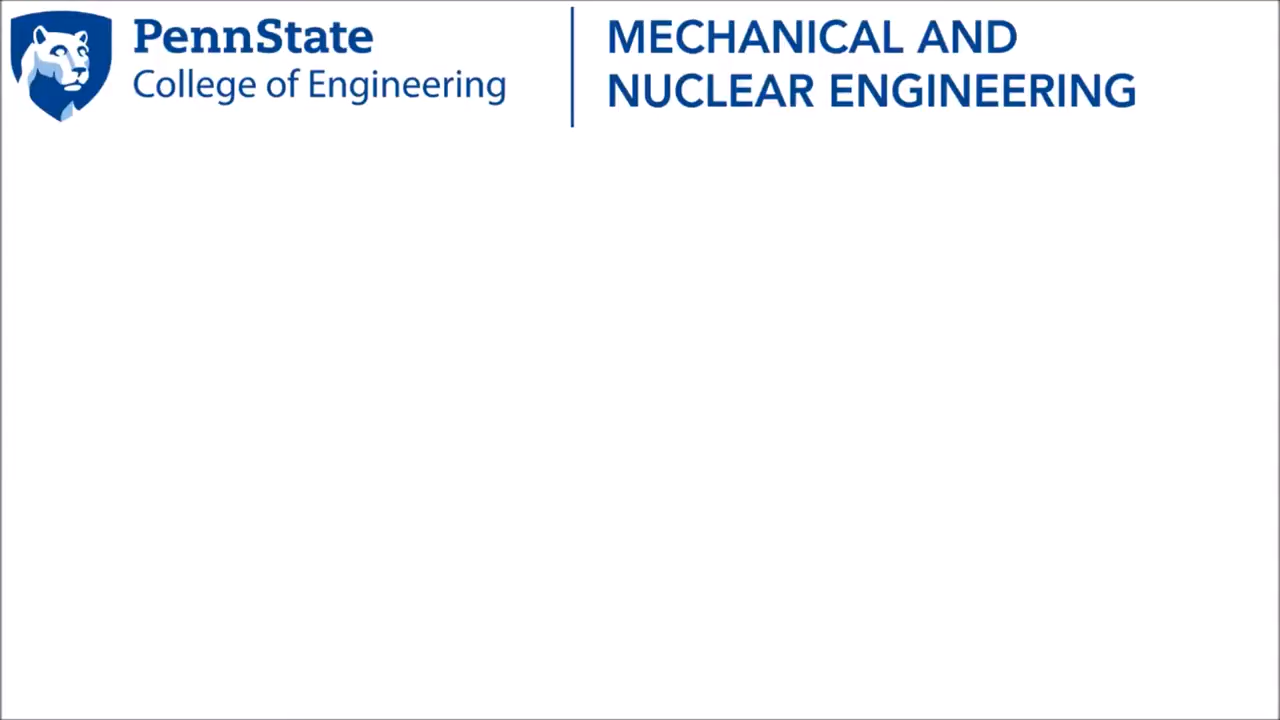 PennState
College of Engineering
MECHANICAL AND
NUCLEAR ENGINEERING